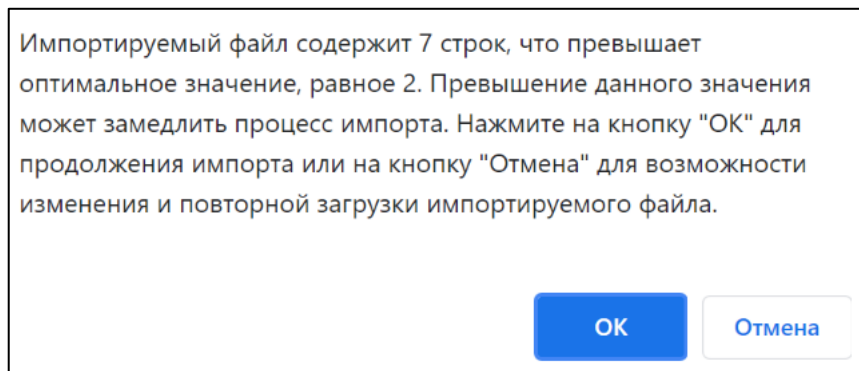 Импортируемый файл содержит 7 строк, что превышает
оптимальное значение, равное 2. Превышение данного значения
может замедлить процесс импорта. Нажмите на кнопку "ОК" для
продолжения импорта или на кнопку "Отмена" для возможности
изменения и повторной загрузки импортируемого файла.
ОК
Отмена